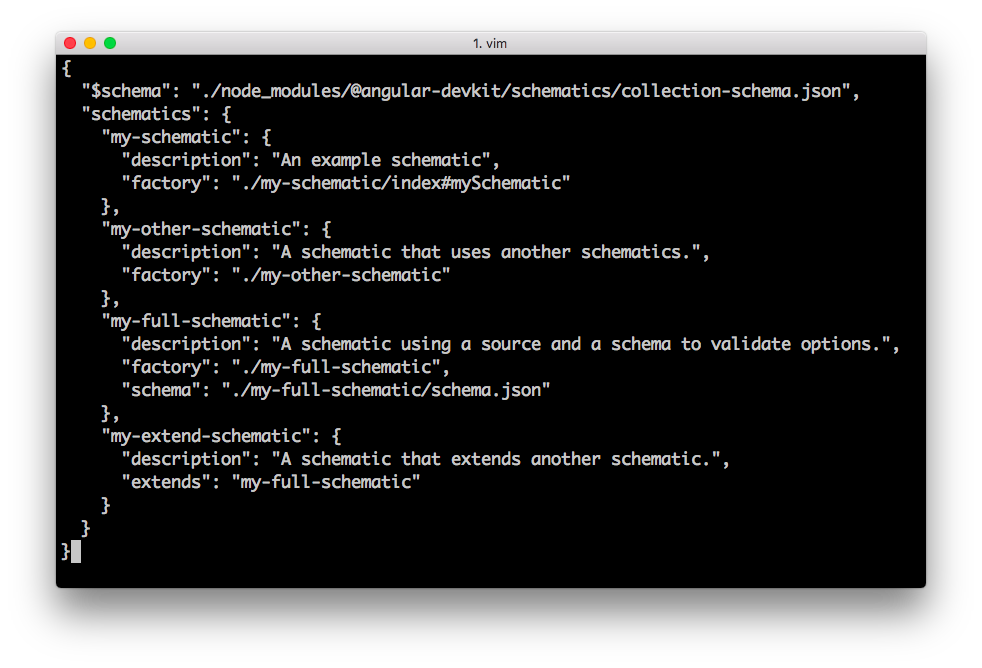 1. vim
{
  "$schema": "./node_modules/@angular-devkit/schematics/collection-schema.json",
  "schematics": {
    "my-schematic": {
      "description": "An example schematic",
      "factory": "./my-schematic/index#mySchematic"
    },
    "my-other-schematic": {
      "description": "A schematic that uses another schematics.",
      "factory": "./my-other-schematic"
    },
    "my-full-schematic": {
      "description": "A schematic using a source and a schema to validate options.",
      "factory": "./my-full-schematic",
      "schema": "./my-full-schematic/schema.json"
    },
    "my-extend-schematic": {
      "description": "A schematic that extends another schematic.",
      "extends": "my-full-schematic"
    }
  }
}